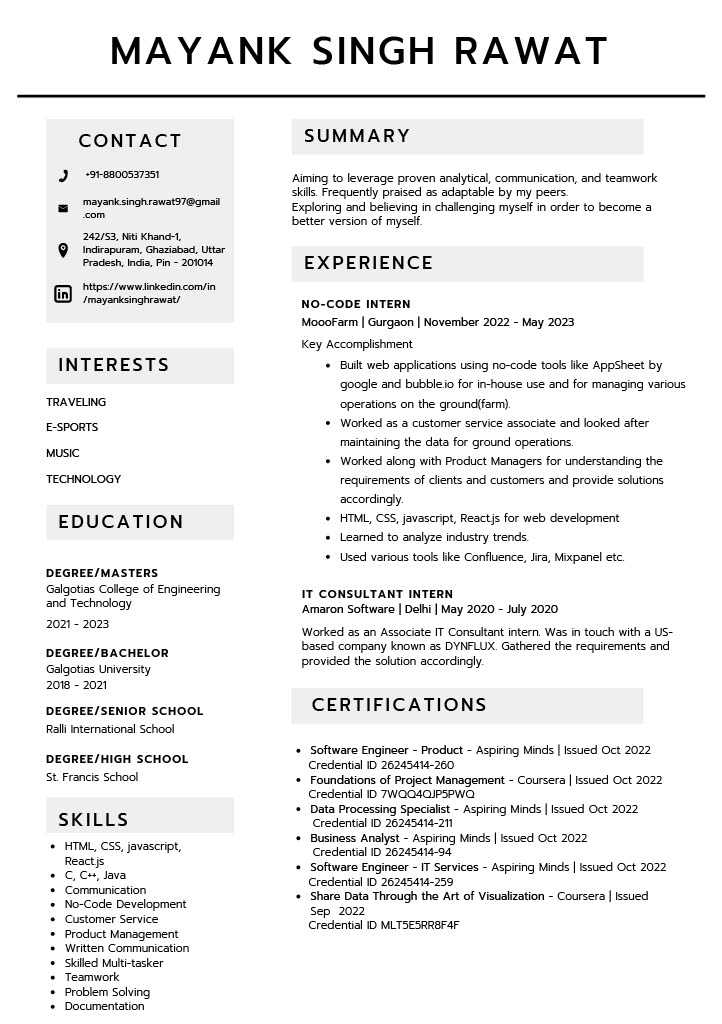 MAYANK SINGH RAWAT
CONTACT
+91-8800537351
mayank.singh.rawat97@gmail
.com
242/S3, Niti Khand-1,
Indirapuram, Ghaziabad, Uttar
Pradesh, India, Pin - 201014
https://www.linkedin.com/in
/mayanksinghrawat/
INTERESTS
TRAVELING
E-SPORTS
MUSIC
TECHNOLOGY
EDUCATION
DEGREE/MASTERS
Galgotias College of Engineering
and Technology
2021 - 2023
DEGREE/BACHELOR
Galgotias University
2018 - 2021
DEGREE/SENIOR SCHOOL
Ralli International School
DEGREE/HIGH SCHOOL
St. Francis School
SKILLS
• HTML, CSS, javascript,
React.js
• C, C++, Java
• Communication
• No-Code Development
• Customer Service
• Product Management
• Written Communication
• Skilled Multi-tasker
• Teamwork
• Problem Solving
• Documentation
SUMMARY
Aiming to leverage proven analytical, communication, and teamwork
skills. Frequently praised as adaptable by my peers.
Exploring and believing in challenging myself in order to become a
better version of myself.
EXPERIENCE
NO-CODE INTERN
MoooFarm | Gurgaon | November 2022 - May 2023
Key Accomplishment
• Built web applications using no-code tools like AppSheet by
google and bubble.io for in-house use and for managing various
operations on the ground(farm).
• Worked as a customer service associate and looked after
maintaining the data for ground operations.
• Worked along with Product Managers for understanding the
requirements of clients and customers and provide solutions
accordingly.
• HTML, CSS, javascript, React.js for web development
• Learned to analyze industry trends.
• Used various tools like Confluence, Jira, Mixpanel etc.
IT CONSULTANT INTERN
Amaron Software | Delhi | May 2020 - July 2020
Worked as an Associate IT Consultant intern. Was in touch with a US-
based company known as DYNFLUX. Gathered the requirements and
provided the solution accordingly.
CERTIFICATIONS
• Software Engineer - Product - Aspiring Minds | Issued Oct 2022
Credential ID 26245414-260
• Foundations of Project Management - Coursera | Issued Oct 2022
Credential ID 7WQQ4QJP5PWQ
• Data Processing Specialist - Aspiring Minds | Issued Oct 2022
Credential ID 26245414-211
• Business Analyst - Aspiring Minds | Issued Oct 2022
Credential ID 26245414-94
• Software Engineer - IT Services - Aspiring Minds | Issued Oct 2022
Credential ID 26245414-259
• Share Data Through the Art of Visualization - Coursera | Issued
Sep 2022
Credential ID MLT5E5RR8F4F